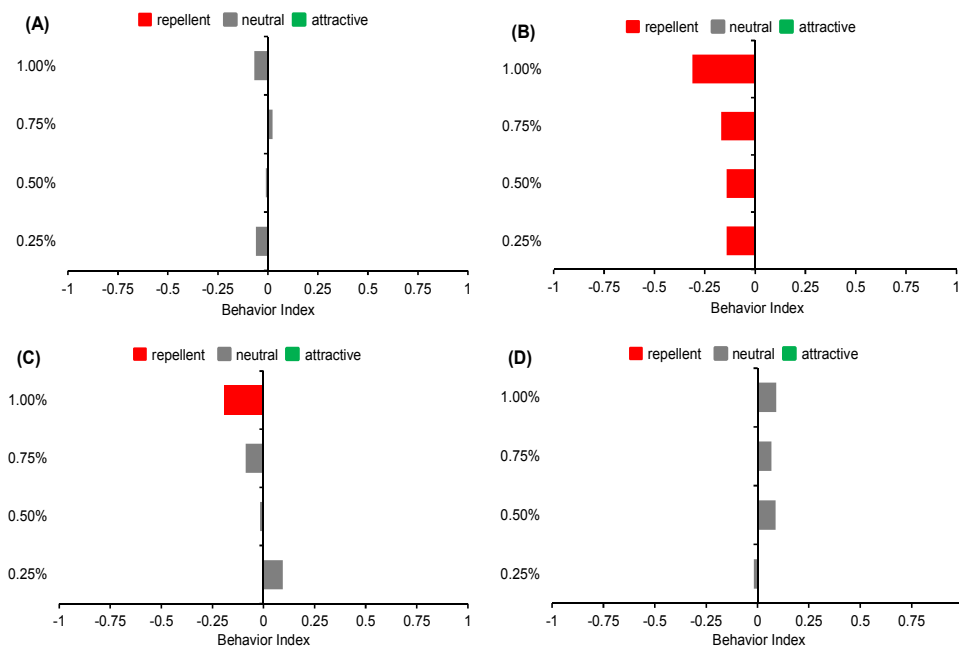 (A) repellent neutral attractive
1.00%
0.75%
0.50%
0.25%
-1 -0.75 -0.5 -0.25 0 0.25 0.5 0.75 1
Behavior Index
(B) repellent neutral attractive
1.00%
0.75%
0.50%
0.25%
-1 -0.75 -0.5 -0.25 0 0.25 0.5 0.75 1
Behavior Index
(C) repellent neutral attractive
1.00%
0.75%
0.50%
0.25%
-1 -0.75 -0.5 -0.25 0 0.25 0.5 0.75 1
Behavior Index
(D) repellent neutral attractive
1.00%
0.75%
0.50%
0.25%
-1 -0.75 -0.5 -0.25 0 0.25 0.5 0.75
Behavior Index